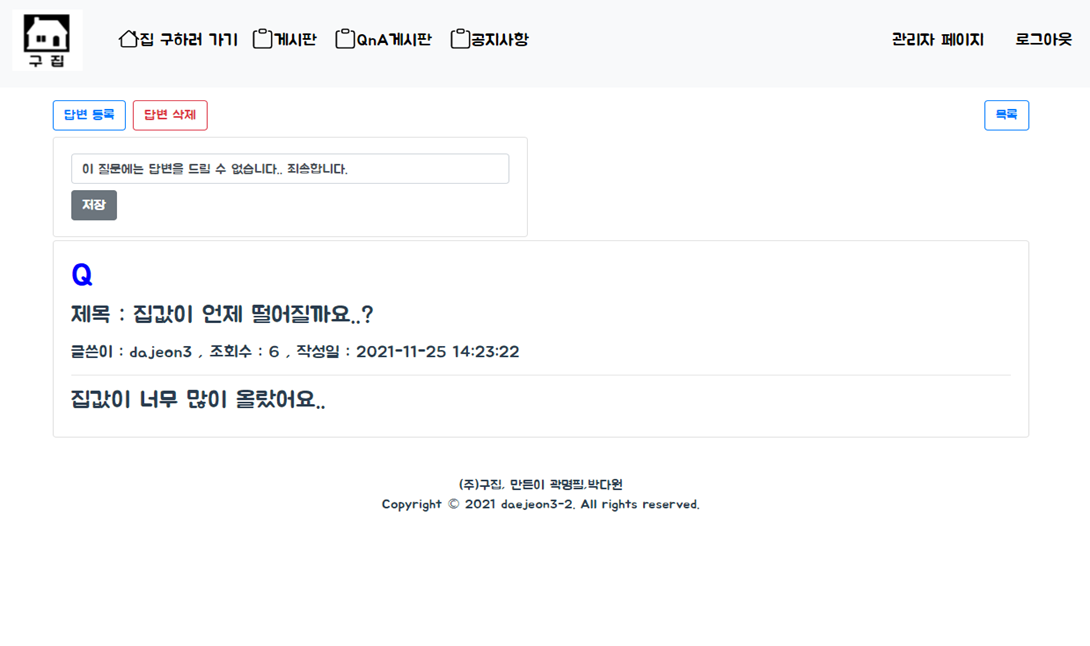 구 집
집 구하러 가기 게시판 QnA게시판 공지사항 관리자 페이지 로그아웃
답변 등록 답변 삭제 목록
이 질문에는 답변을 드릴 수 없습니다.. 죄송합니다.
저장
Q
제목 : 집값이 언제 떨어질까요..?
글쓴이 : dajeon3 , 조회수 : 6 , 작성일 : 2021-11-25 14:23:22
집값이 너무 많이 올랐어요..
(주)구집, 만든이 곽명필,박다원
Copyright © 2021 daejeon3-2. All rights reserved.